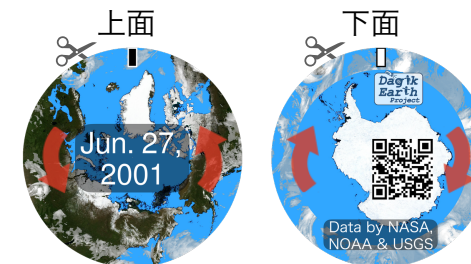 上面
下面
Jun. 27,
2001
Dagik
Earth
Project
Data by NASA,
NOAA & USGS